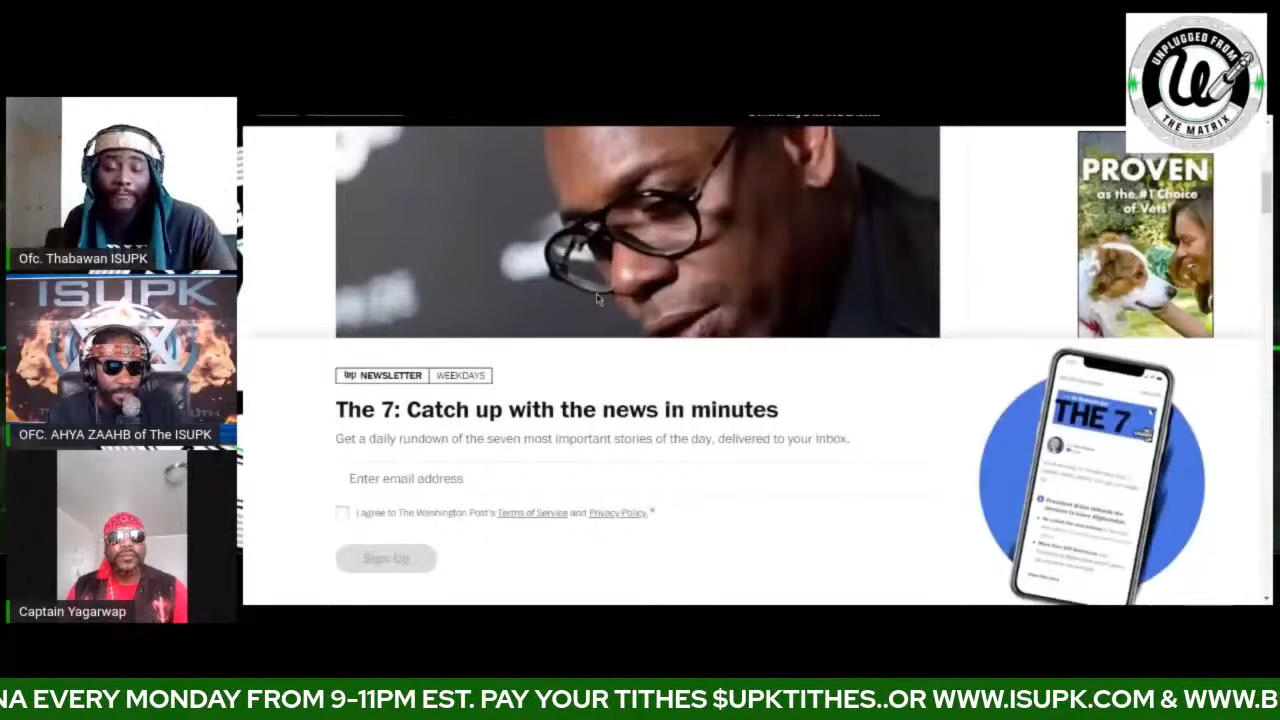 UNPLUGGED FROM
THE MATRIX
Ofc. Thabawan ISUPK
ISUPK
OFC. AHYA ZAAHB of The ISUPK
Captain Yagarwap
PROVEN
as the #1 Choice
of Vets
wp NEWSLETTER WEEKDAYS
The 7: Catch up with the news in minutes
Get a daily rundown of the seven most important stories of the day, delivered to your inbox.
Enter email address
I agree to The Washington Post's Terms of Service and Privacy Policy.*
Sign Up
THE 7
NA EVERY MONDAY FROM 9-11PM EST. PAY YOUR TITHES $UPKTITHES..OR WWW.ISUPK.COM & WWW.B